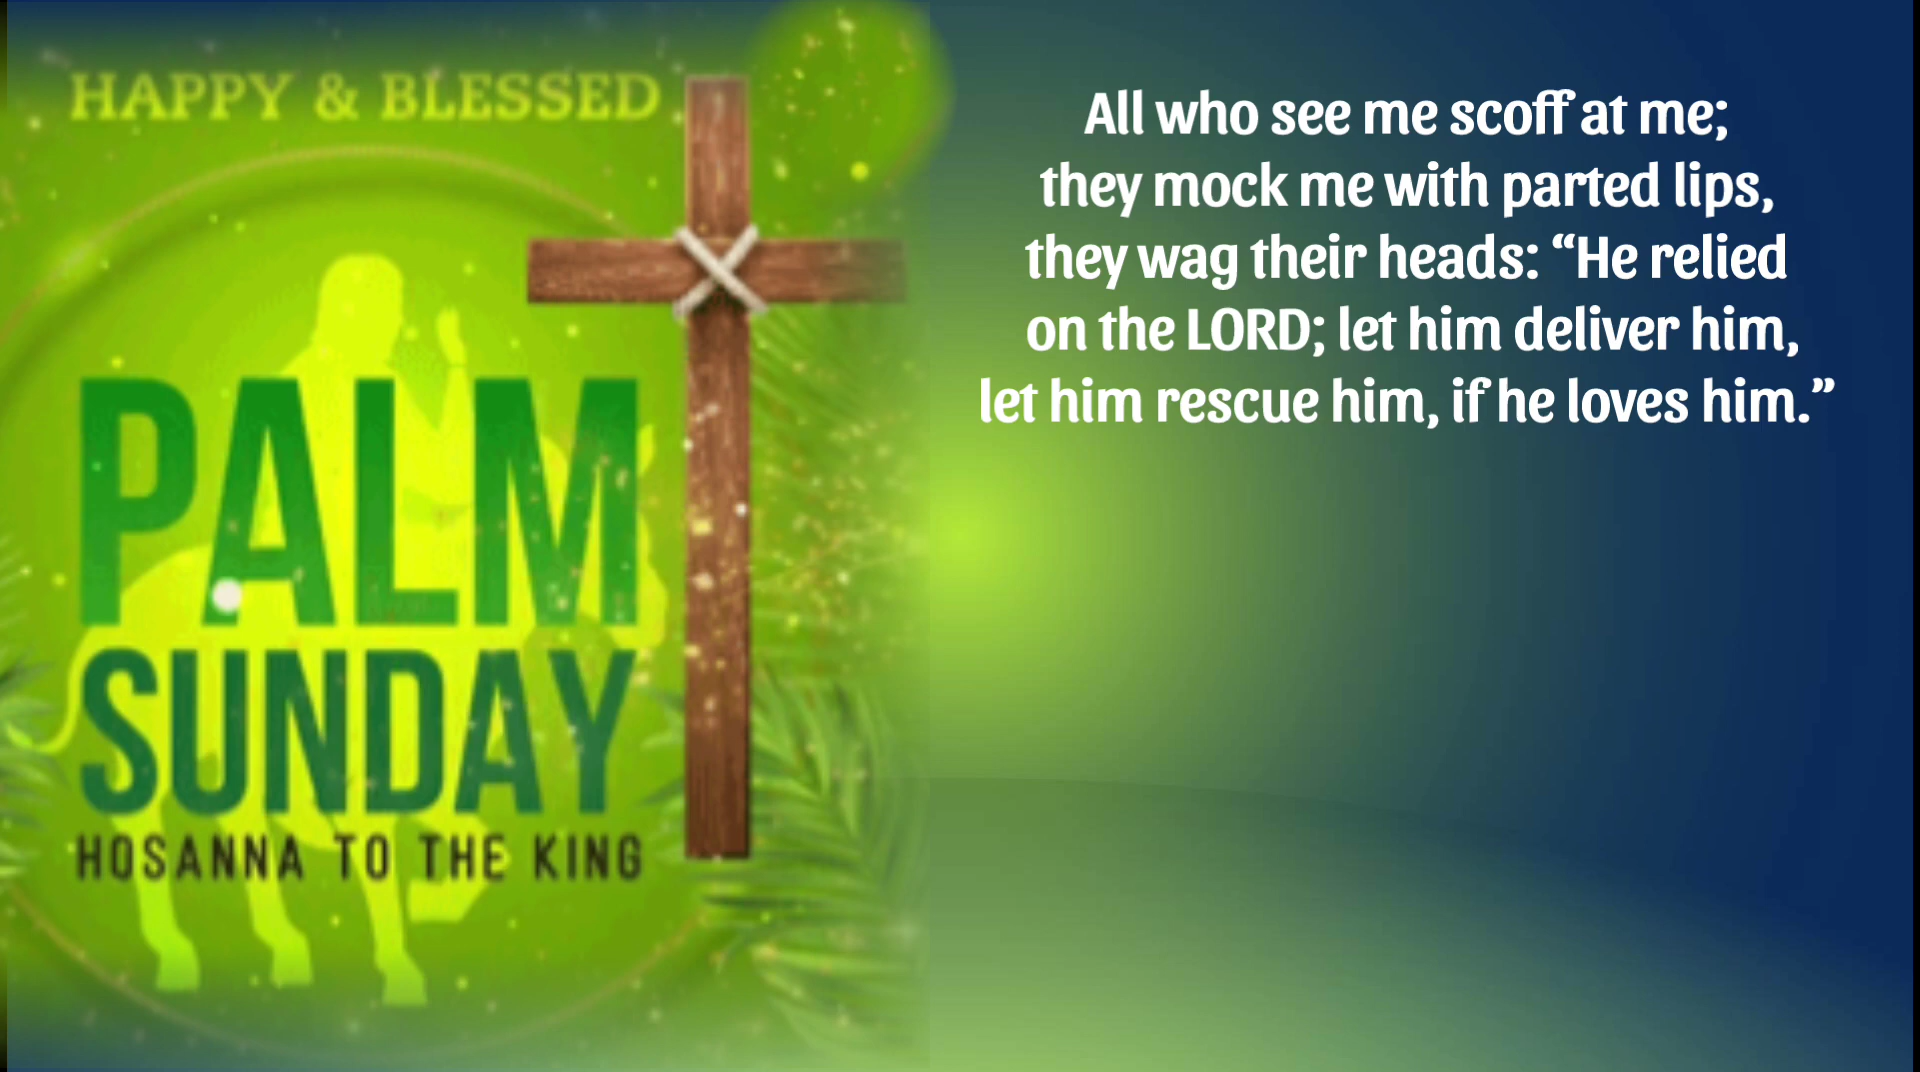 HAPPY & BLESSED
PALM
SUNDAY
HOSANNA TO THE KING
All who see me scoff at me;
they mock me with parted lips,
they wag their heads: “He relied
on the LORD; let him deliver him,
let him rescue him, if he loves him.”